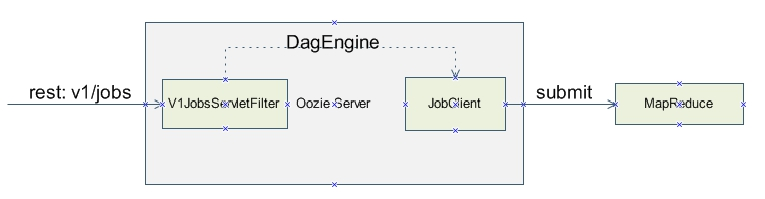 DagEngine
rest: v1/jobs
V1JobsServletFilter
Oozie Server
JobClient
submit
MapReduce